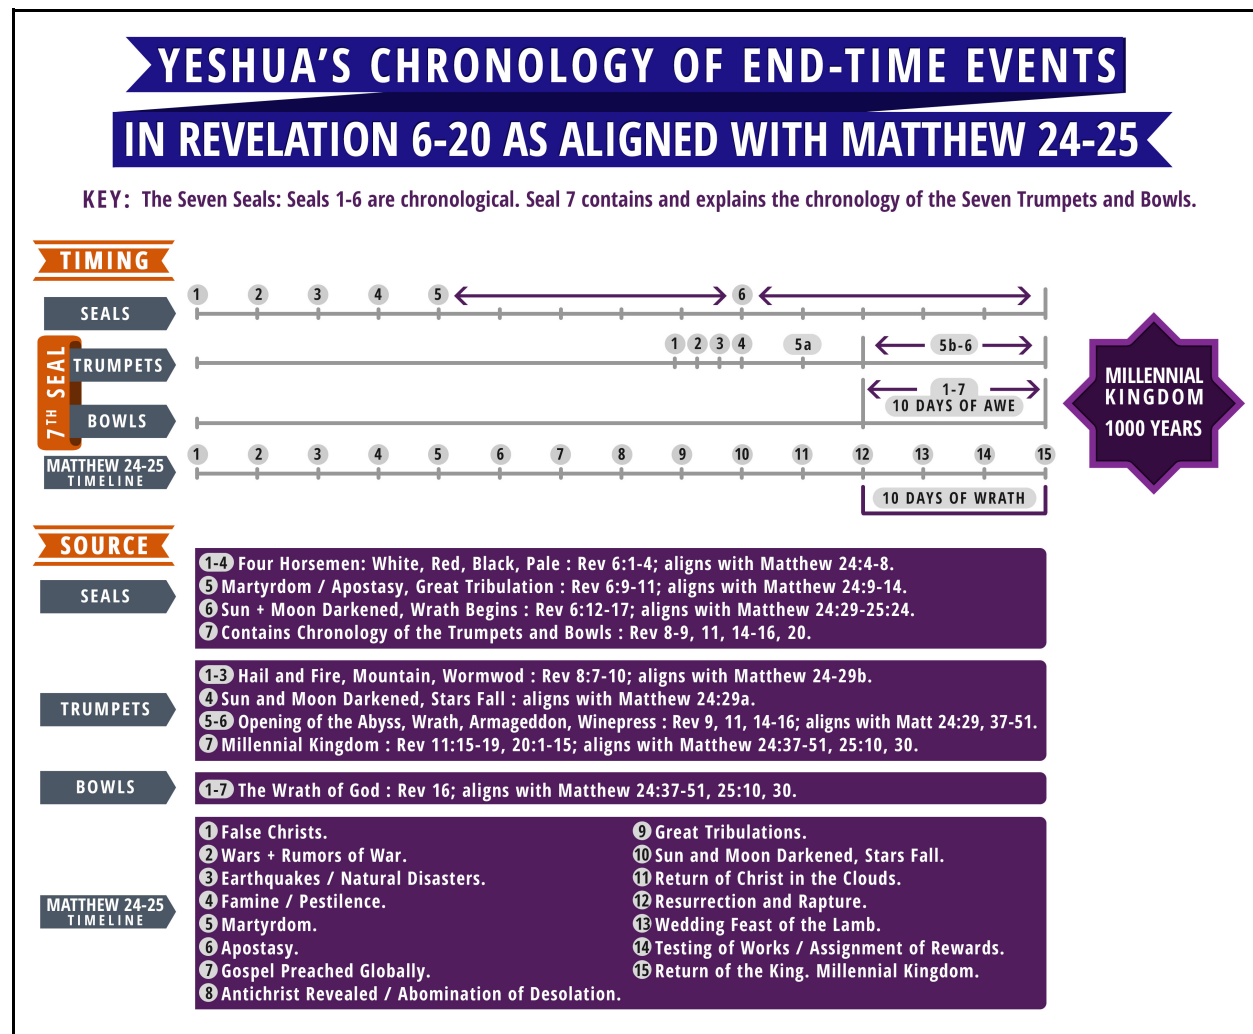 YESHUA'S CHRONOLOGY OF END-TIME EVENTS
IN REVELATION 6-20 AS ALIGNED WITH MATTHEW 24-25
KEY: The Seven Seals: Seals 1-6 are chronological. Seal 7 contains and explains the chronology of the Seven Trumpets and Bowls.
TIMING
SEALS
1 2 3 4 5 6
7TH SEAL
TRUMPETS
1 2 3 4 5a 5b-6
BOWLS
1-7
10 DAYS OF AWE
MATTHEW 24-25
TIMELINE
1 2 3 4 5 6 7 8 9 10 11 12 13 14 15
10 DAYS OF WRATH
MILLENNIAL
KINGDOM
1000 YEARS
SOURCE
SEALS
1-4 Four Horsemen: White, Red, Black, Pale : Rev 6:1-4; aligns with Matthew 24:4-8.
5 Martyrdom / Apostasy, Great Tribulation : Rev 6:9-11; aligns with Matthew 24:9-14.
6 Sun + Moon Darkened, Wrath Begins : Rev 6:12-17; aligns with Matthew 24:29-25:24.
7 Contains Chronology of the Trumpets and Bowls : Rev 8-9, 11, 14-16, 20.
TRUMPETS
1-3 Hail and Fire, Mountain, Wormwod : Rev 8:7-10; aligns with Matthew 24-29b.
4 Sun and Moon Darkened, Stars Fall : aligns with Matthew 24:29a.
5-6 Opening of the Abyss, Wrath, Armageddon, Winepress : Rev 9, 11, 14-16; aligns with Matt 24:29, 37-51.
7 Millennial Kingdom : Rev 11:15-19, 20:1-15; aligns with Matthew 24:37-51, 25:10, 30.
BOWLS
1-7 The Wrath of God : Rev 16; aligns with Matthew 24:37-51, 25:10, 30.
MATTHEW 24-25
TIMELINE
1 False Christs.
2 Wars + Rumors of War.
3 Earthquakes / Natural Disasters.
4 Famine / Pestilence.
5 Martyrdom.
6 Apostasy.
7 Gospel Preached Globally.
8 Antichrist Revealed / Abomination of Desolation.
9 Great Tribulations.
10 Sun and Moon Darkened, Stars Fall.
11 Return of Christ in the Clouds.
12 Resurrection and Rapture.
13 Wedding Feast of the Lamb.
14 Testing of Works / Assignment of Rewards.
15 Return of the King. Millennial Kingdom.